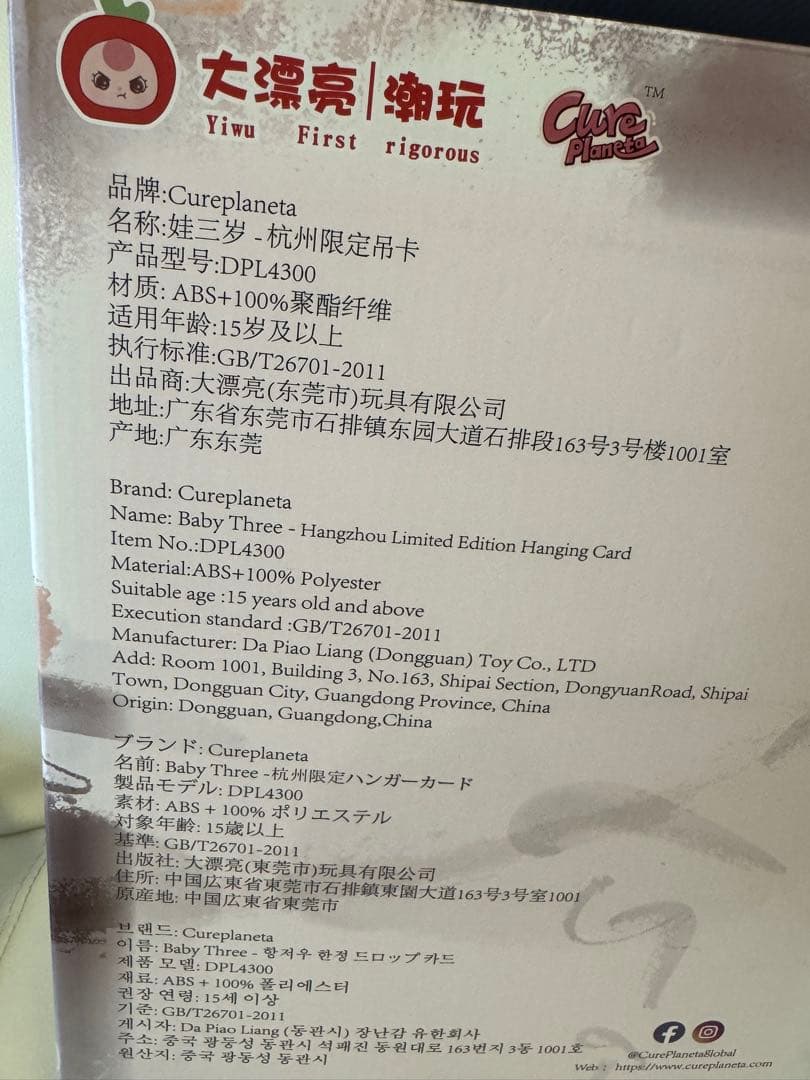 大漂亮|潮玩
Yiwu First rigorous
Cure Planeta TM
品牌:Cureplaneta
名称:娃三岁 - 杭州限定吊卡
产品型号:DPL4300
材质: ABS+100%聚酯纤维
适用年龄:15岁及以上
执行标准:GB/T26701-2011
出品商:大漂亮(东莞市)玩具有限公司
地址:广东省东莞市石排镇东园大道石排段163号3号楼1001室
产地:广东东莞
Brand: Cureplaneta
Name: Baby Three - Hangzhou Limited Edition Hanging Card
Item No.:DPL4300
Material:ABS+100% Polyester
Suitable age :15 years old and above
Execution standard :GB/T26701-2011
Manufacturer: Da Piao Liang (Dongguan) Toy Co., LTD
Add: Room 1001, Building 3, No.163, Shipai Section, DongyuanRoad, Shipai
Town, Dongguan City, Guangdong Province, China
Origin: Dongguan, Guangdong,China
ブランド: Cureplaneta
名前: Baby Three -杭州限定ハンガーカード
製品モデル: DPL4300
素材: ABS + 100% ポリエステル
対象年齢: 15歳以上
基準: GB/T26701-2011
出版社: 大漂亮(東莞市)玩具有限公司
住所: 中国広東省東莞市石排鎮東園大道163号3号室1001
原産地: 中国広東省東莞市
브랜드: Cureplaneta
이름: Baby Three - 항저우 한정 드롭 카드
제품 모델: DPL4300
재료: ABS + 100% 폴리에스터
권장 연령: 15세 이상
기준: GB/T26701-2011
게시자: Da Piao Liang (동관시) 장난감 유한회사
주소: 중국 광둥성 동관시 석패진 동원대로 163번지 3동 1001호
원산지: 중국 광동성 동관시
@CurePlanetaGlobal
Web : https://www.cureplaneta.com